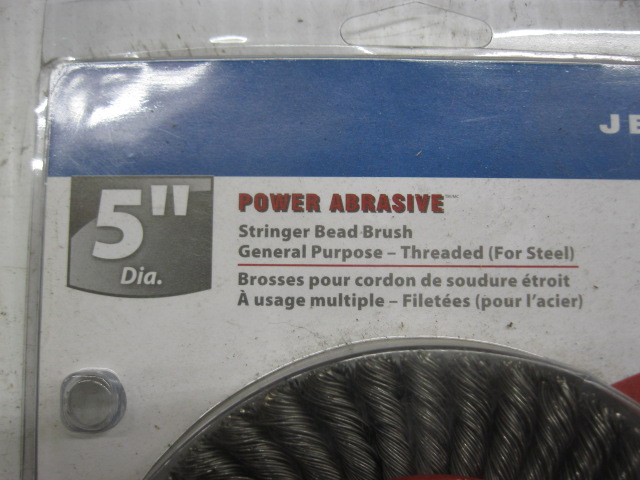 JE
5"
Dia.
POWER ABRASIVE
Stringer Bead Brush
General Purpose – Threaded (For Steel)
Brosses pour cordon de soudure étroit
À usage multiple – Filetées (pour l'acier)